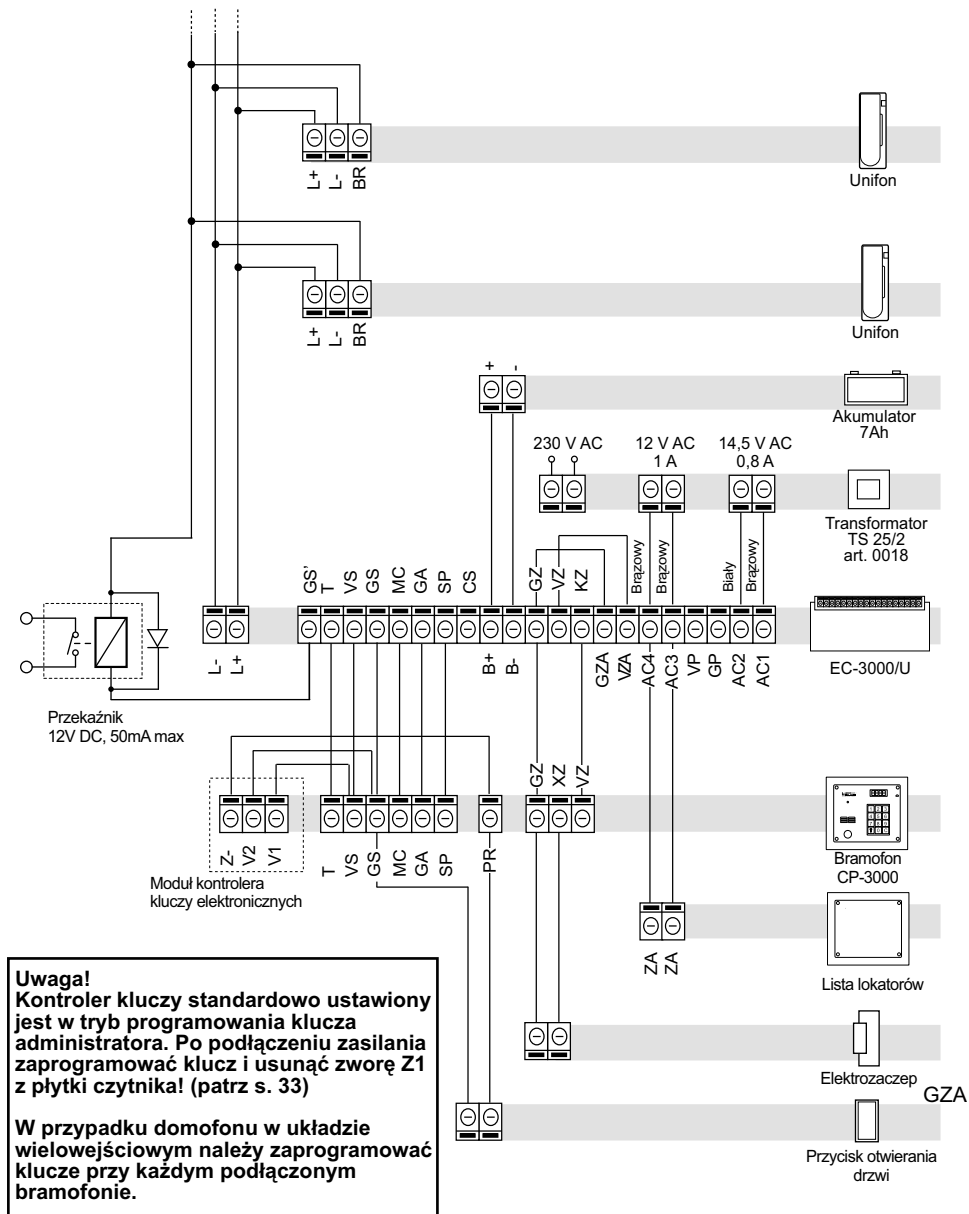 L+ L- BR
Unifon
L+ L- BR
Unifon
+ -
Akumulator
7Ah
230 V AC
12 V AC
1 A
14,5 V AC
0,8 A
Transformator
TS 25/2
art. 0018
Brązowy
Brązowy
Biały
Brązowy
GS' T VS GS MC GA SP CS
GZ VZ KZ
L- L+
B+ B-
GZA VZA AC4 AC3 VP GP AC2 AC1
EC-3000/U
Przekaźnik
12V DC, 50mA max
GZ XZ VZ
Z- V2 V1
T VS GS MC GA SP
PR
Moduł kontrolera
kluczy elektronicznych
Bramofon
CP-3000
ZA ZA
Lista lokatorów
Uwaga!
Kontroler kluczy standardowo ustawiony
jest w tryb programowania klucza
administratora. Po podłączeniu zasilania
zaprogramować klucz i usunąć zworę Z1
z płytki czytnika! (patrz s. 33)
W przypadku domofonu w układzie
wielowejściowym należy zaprogramować
klucze przy każdym podłączonym
bramofonie.
Elektrozaczep
GZA
Przycisk otwierania
drzwi